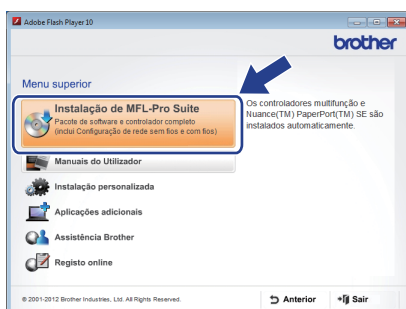 Adobe Flash Player 10
brother
Menu superior
Instalação de MFL-Pro Suite
Pacote de software e controlador completo
(inclui Configuração de rede sem fios e com fios)
Os controladores multifunção e
Nuance(TM) PaperPort(TM) SE são
instalados automaticamente.
Manuais do Utilizador
Instalação personalizada
Aplicações adicionais
Assistência Brother
Registo online
© 2001-2012 Brother Industries, Ltd. All Rights Reserved.
Anterior
Sair